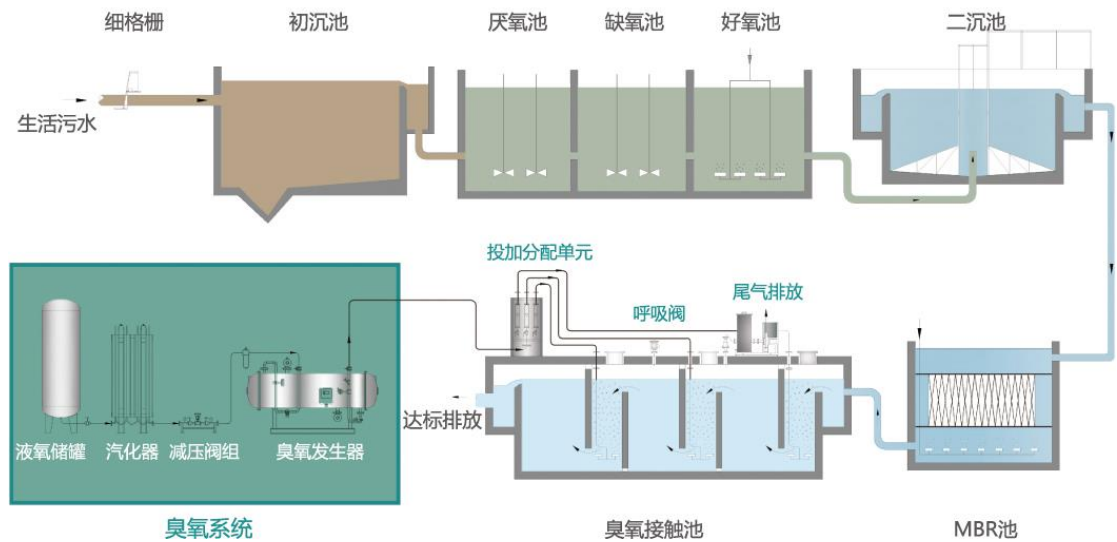 细格栅
初沉池
厌氧池
缺氧池
好氧池
二沉池
生活污水
投加分配单元
尾气排放
呼吸阀
达标排放
液氧储罐
汽化器
减压阀组
臭氧发生器
臭氧系统
臭氧接触池
MBR池